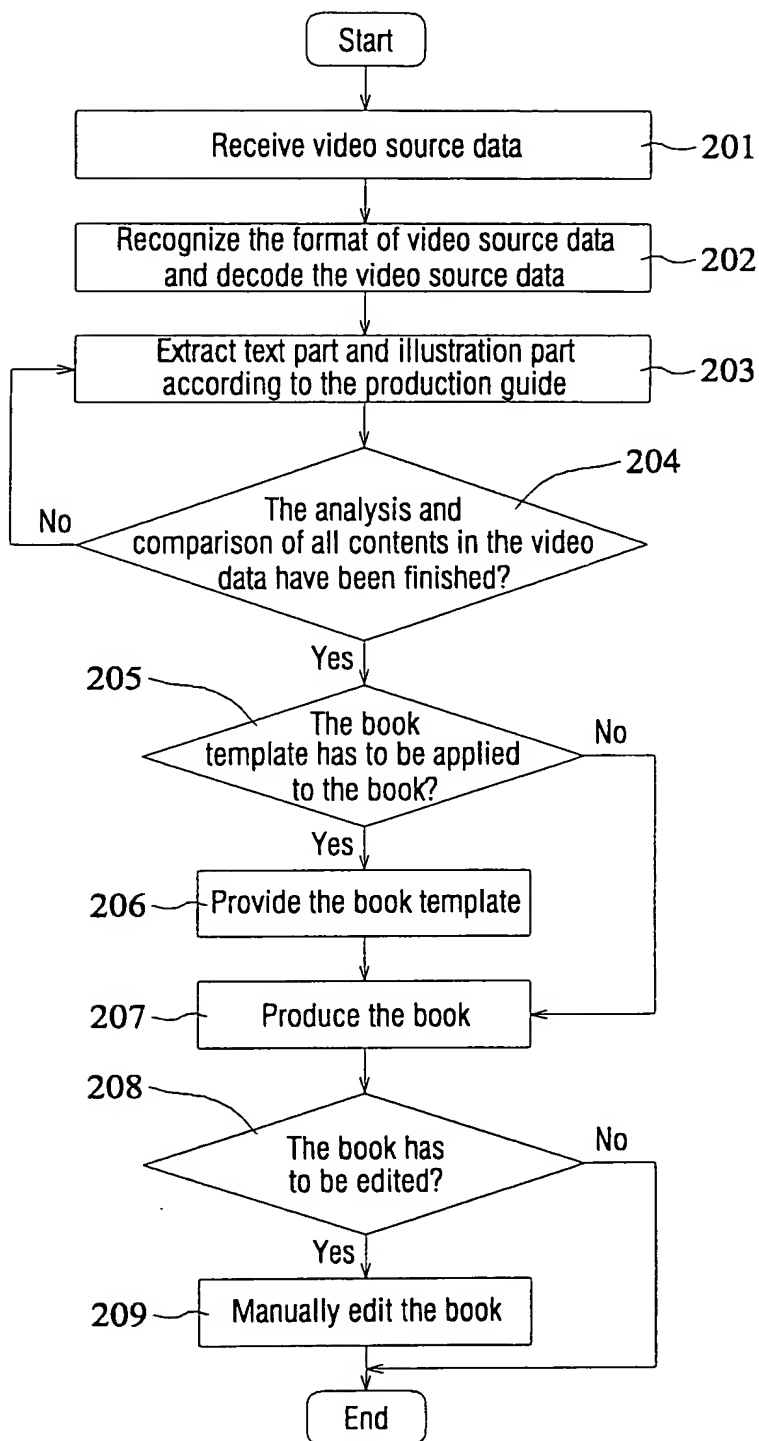 Start
Receive video source data
201
Recognize the format of video source data
and decode the video source data
202
Extract text part and illustration part
according to the production guide
203
204
No
The analysis and
comparison of all contents in the video
data have been finished?
Yes
205
The book
template has to be applied
to the book?
No
Yes
206
Provide the book template
207
Produce the book
208
The book has
to be edited?
No
Yes
209
Manually edit the book
End